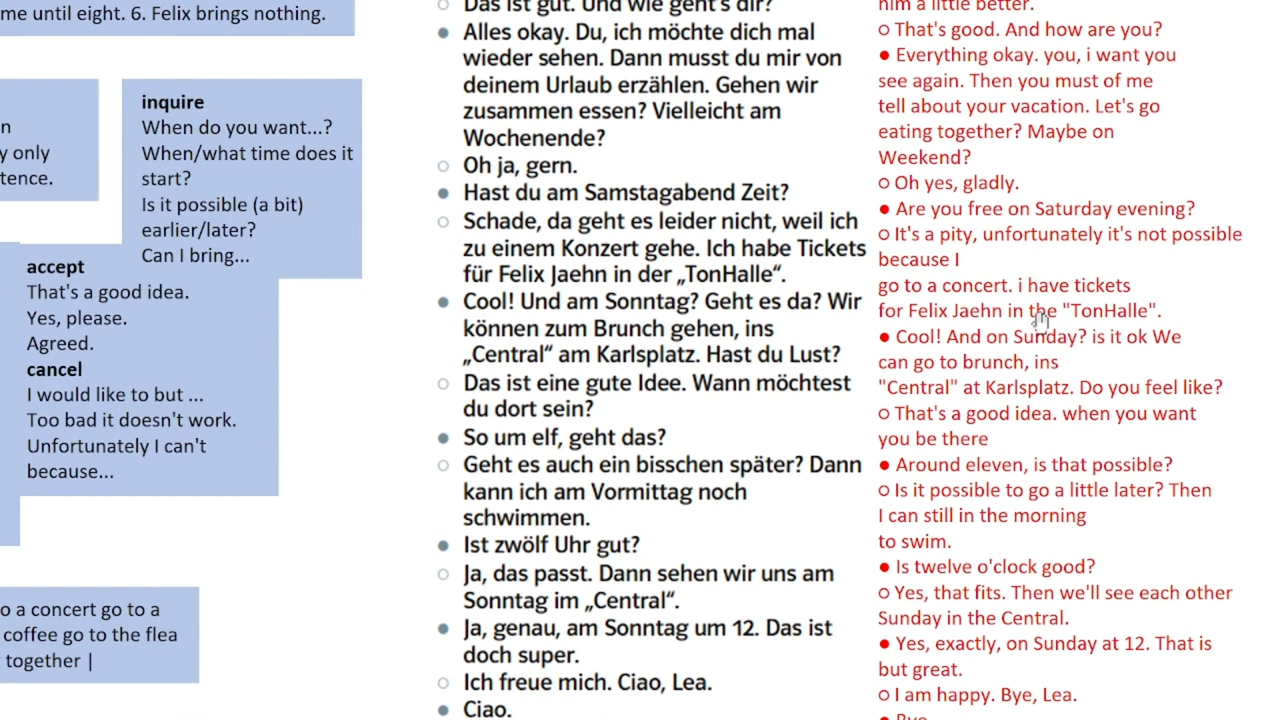 me until eight. 6. Felix brings nothing.
n
y only
tence.
inquire
When do you want...?
When/what time does it
start?
Is it possible (a bit)
earlier/later?
Can I bring...
accept
That's a good idea.
Yes, please.
Agreed.
cancel
I would like to but ...
Too bad it doesn't work.
Unfortunately I can't
because...
o a concert go to a
coffee go to the flea
together |
○ Das ist gut. Und wie geht's dir?
● Alles okay. Du, ich möchte dich mal
wieder sehen. Dann musst du mir von
deinem Urlaub erzählen. Gehen wir
zusammen essen? Vielleicht am
Wochenende?
○ Oh ja, gern.
● Hast du am Samstagabend Zeit?
○ Schade, da geht es leider nicht, weil ich
zu einem Konzert gehe. Ich habe Tickets
für Felix Jaehn in der „TonHalle“.
● Cool! Und am Sonntag? Geht es da? Wir
können zum Brunch gehen, ins
„Central“ am Karlsplatz. Hast du Lust?
○ Das ist eine gute Idee. Wann möchtest
du dort sein?
● So um elf, geht das?
○ Geht es auch ein bisschen später? Dann
kann ich am Vormittag noch
schwimmen.
● Ist zwölf Uhr gut?
○ Ja, das passt. Dann sehen wir uns am
Sonntag im „Central“.
● Ja, genau, am Sonntag um 12. Das ist
doch super.
○ Ich freue mich. Ciao, Lea.
● Ciao.
him a little better.
○ That's good. And how are you?
● Everything okay. you, i want you
see again. Then you must of me
tell about your vacation. Let's go
eating together? Maybe on
Weekend?
○ Oh yes, gladly.
● Are you free on Saturday evening?
○ It's a pity, unfortunately it's not possible
because I
go to a concert. i have tickets
for Felix Jaehn in the "TonHalle".
● Cool! And on Sunday? is it ok We
can go to brunch, ins
"Central" at Karlsplatz. Do you feel like?
○ That's a good idea. when you want
you be there
● Around eleven, is that possible?
○ Is it possible to go a little later? Then
I can still in the morning
to swim.
● Is twelve o'clock good?
○ Yes, that fits. Then we'll see each other
Sunday in the Central.
● Yes, exactly, on Sunday at 12. That is
but great.
○ I am happy. Bye, Lea.
● Bye